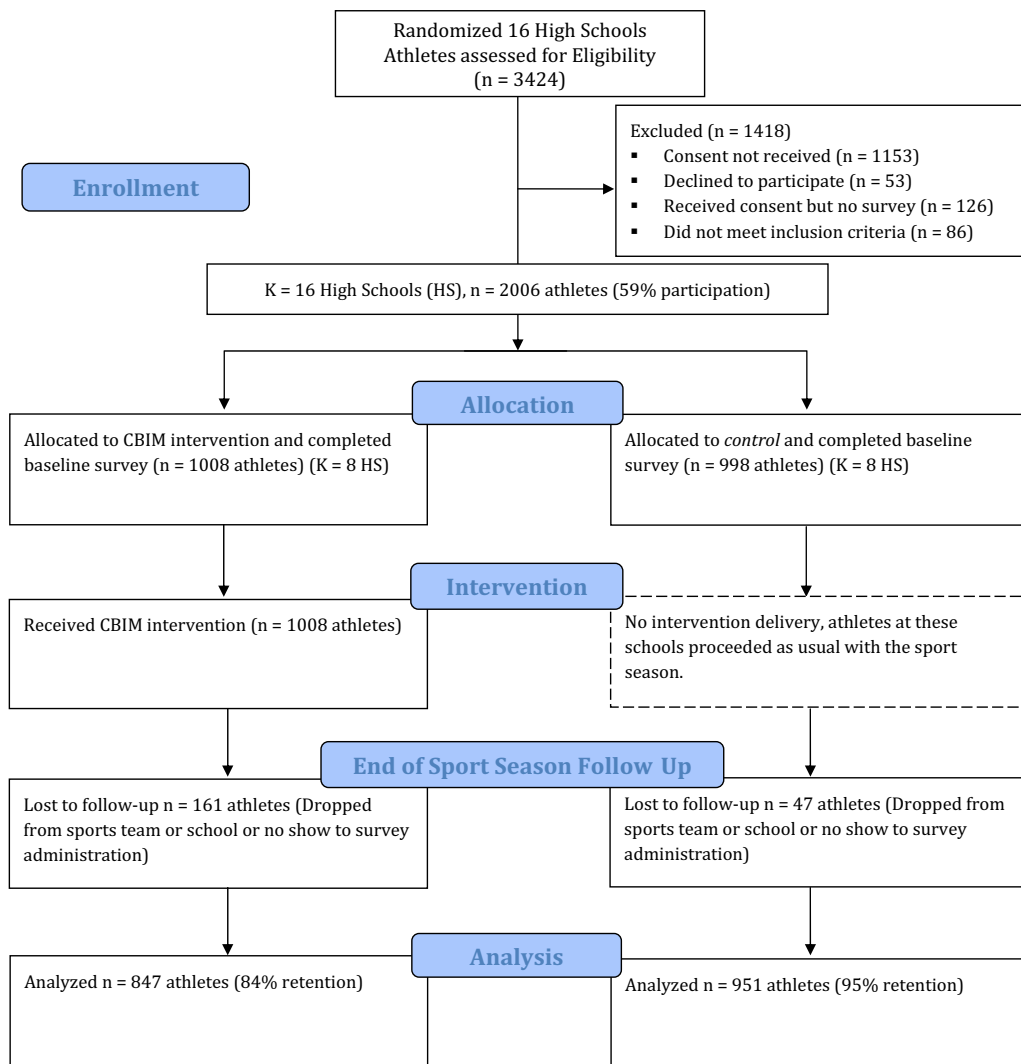 Randomized 16 High Schools
Athletes assessed for Eligibility
(n = 3424)
Excluded (n = 1418)
▪ Consent not received (n = 1153)
▪ Declined to participate (n = 53)
▪ Received consent but no survey (n = 126)
▪ Did not meet inclusion criteria (n = 86)
Enrollment
K = 16 High Schools (HS), n = 2006 athletes (59% participation)
Allocation
Allocated to CBIM intervention and completed
baseline survey (n = 1008 athletes) (K = 8 HS)
Allocated to control and completed baseline
survey (n = 998 athletes) (K = 8 HS)
Intervention
Received CBIM intervention (n = 1008 athletes)
No intervention delivery, athletes at these
schools proceeded as usual with the sport
season.
End of Sport Season Follow Up
Lost to follow-up n = 161 athletes (Dropped
from sports team or school or no show to survey
administration)
Lost to follow-up n = 47 athletes (Dropped from
sports team or school or no show to survey
administration)
Analysis
Analyzed n = 847 athletes (84% retention)
Analyzed n = 951 athletes (95% retention)